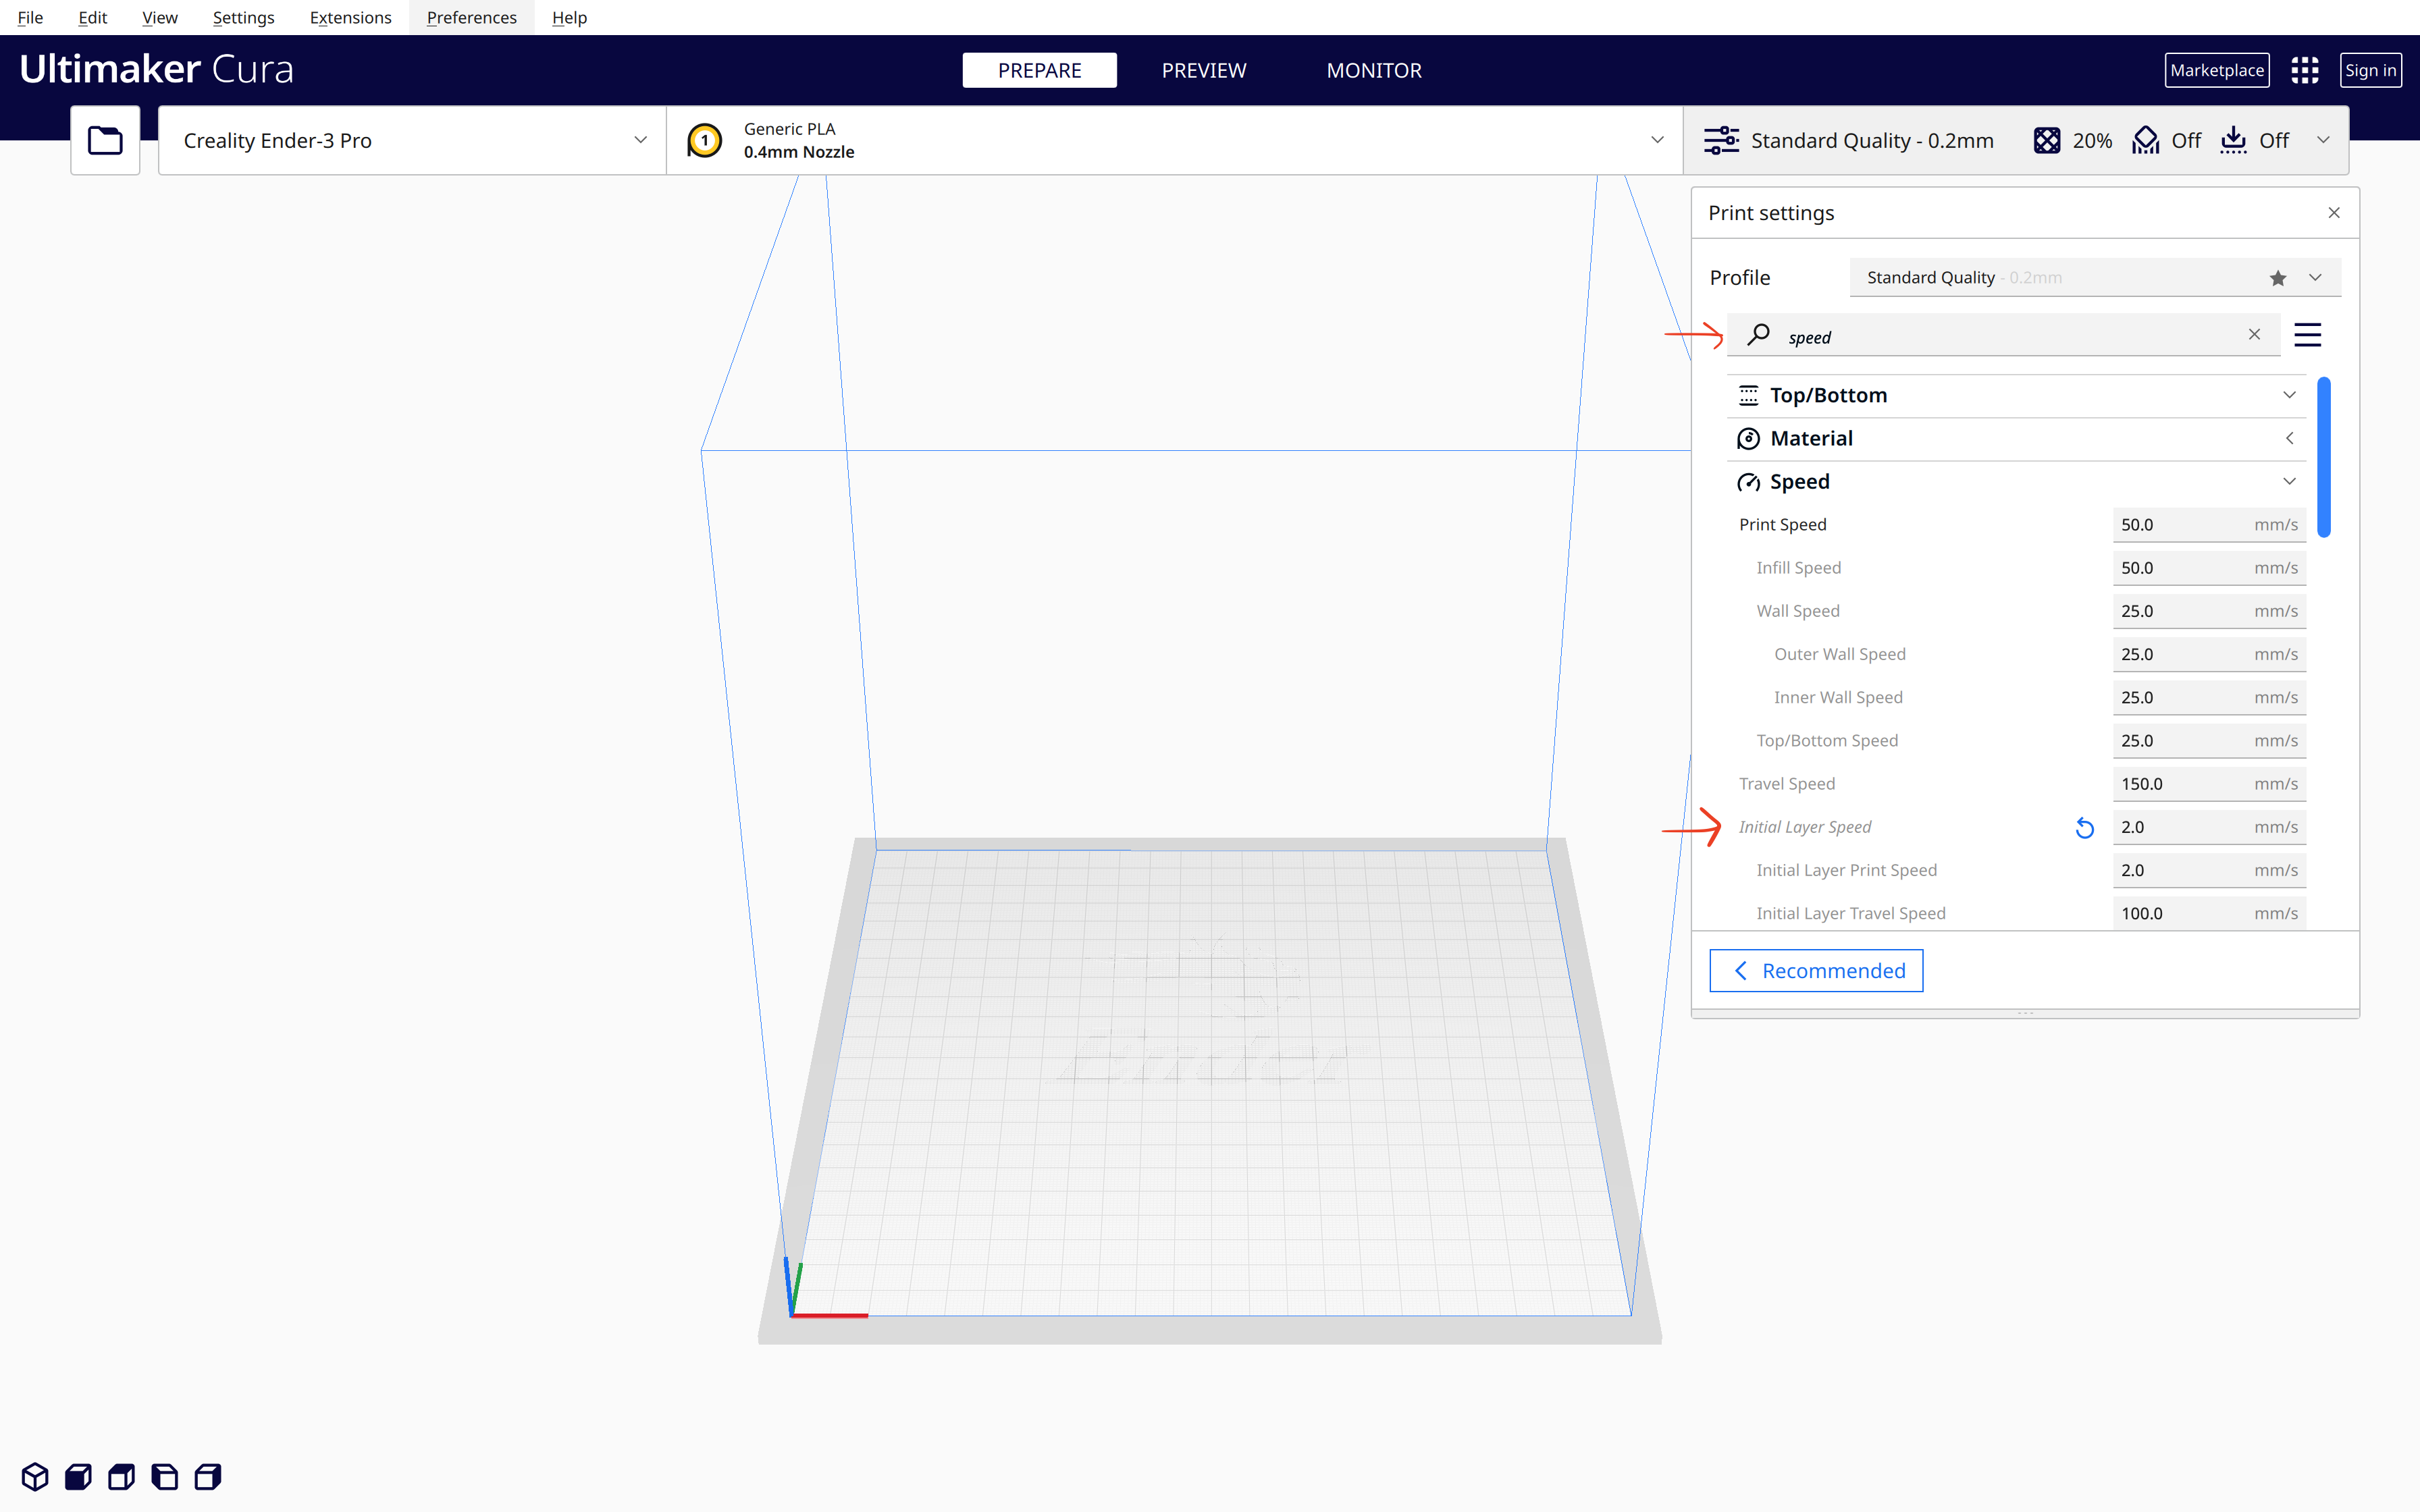 File Edit View Settings Extensions Preferences Help
Ultimaker Cura
PREPARE PREVIEW MONITOR
Marketplace
Sign in
Creality Ender-3 Pro
1
Generic PLA
0.4mm Nozzle
Standard Quality - 0.2mm 20% Off Off
Print settings
Profile Standard Quality - 0.2mm
speed
Top/Bottom
Material
Speed
Print Speed 50.0 mm/s
Infill Speed 50.0 mm/s
Wall Speed 25.0 mm/s
Outer Wall Speed 25.0 mm/s
Inner Wall Speed 25.0 mm/s
Top/Bottom Speed 25.0 mm/s
Travel Speed 150.0 mm/s
Initial Layer Speed 2.0 mm/s
Initial Layer Print Speed 2.0 mm/s
Initial Layer Travel Speed 100.0 mm/s
Recommended
Ender